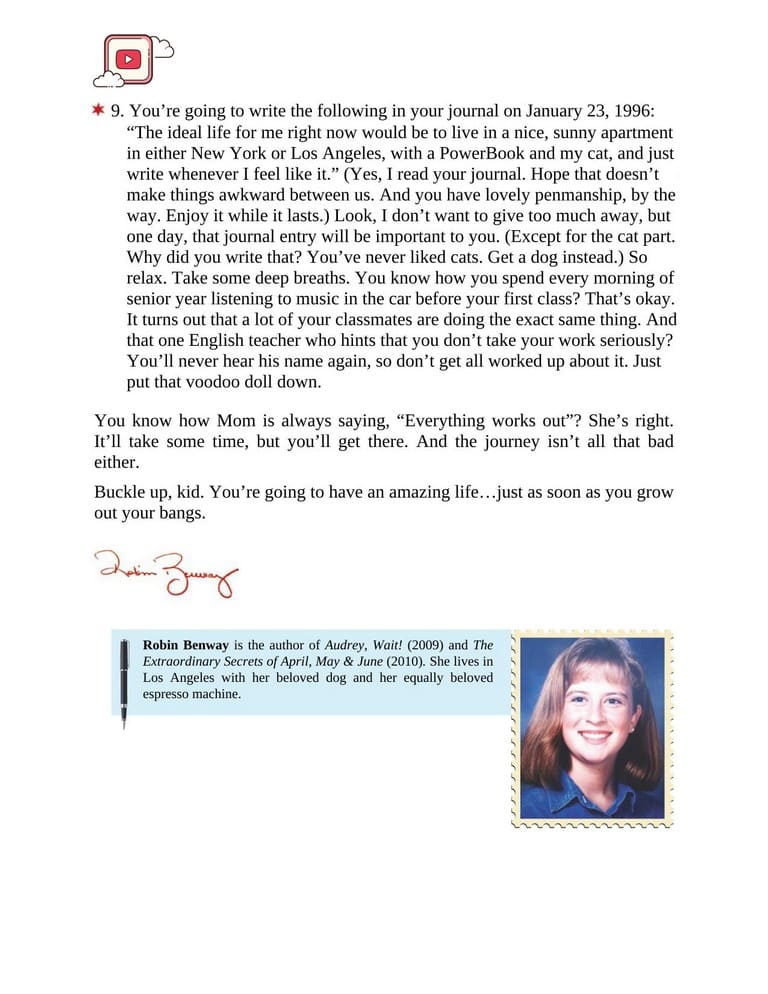 9. You’re going to write the following in your journal on January 23, 1996:
“The ideal life for me right now would be to live in a nice, sunny apartment
in either New York or Los Angeles, with a PowerBook and my cat, and just
write whenever I feel like it.” (Yes, I read your journal. Hope that doesn’t
make things awkward between us. And you have lovely penmanship, by the
way. Enjoy it while it lasts.) Look, I don’t want to give too much away, but
one day, that journal entry will be important to you. (Except for the cat part.
Why did you write that? You’ve never liked cats. Get a dog instead.) So
relax. Take some deep breaths. You know how you spend every morning of
senior year listening to music in the car before your first class? That’s okay.
It turns out that a lot of your classmates are doing the exact same thing. And
that one English teacher who hints that you don’t take your work seriously?
You’ll never hear his name again, so don’t get all worked up about it. Just
put that voodoo doll down.
You know how Mom is always saying, “Everything works out”? She’s right.
It’ll take some time, but you’ll get there. And the journey isn’t all that bad
either.
Buckle up, kid. You’re going to have an amazing life…just as soon as you grow
out your bangs.
Robin Benway
Robin Benway is the author of Audrey, Wait! (2009) and The
Extraordinary Secrets of April, May & June (2010). She lives in
Los Angeles with her beloved dog and her equally beloved
espresso machine.